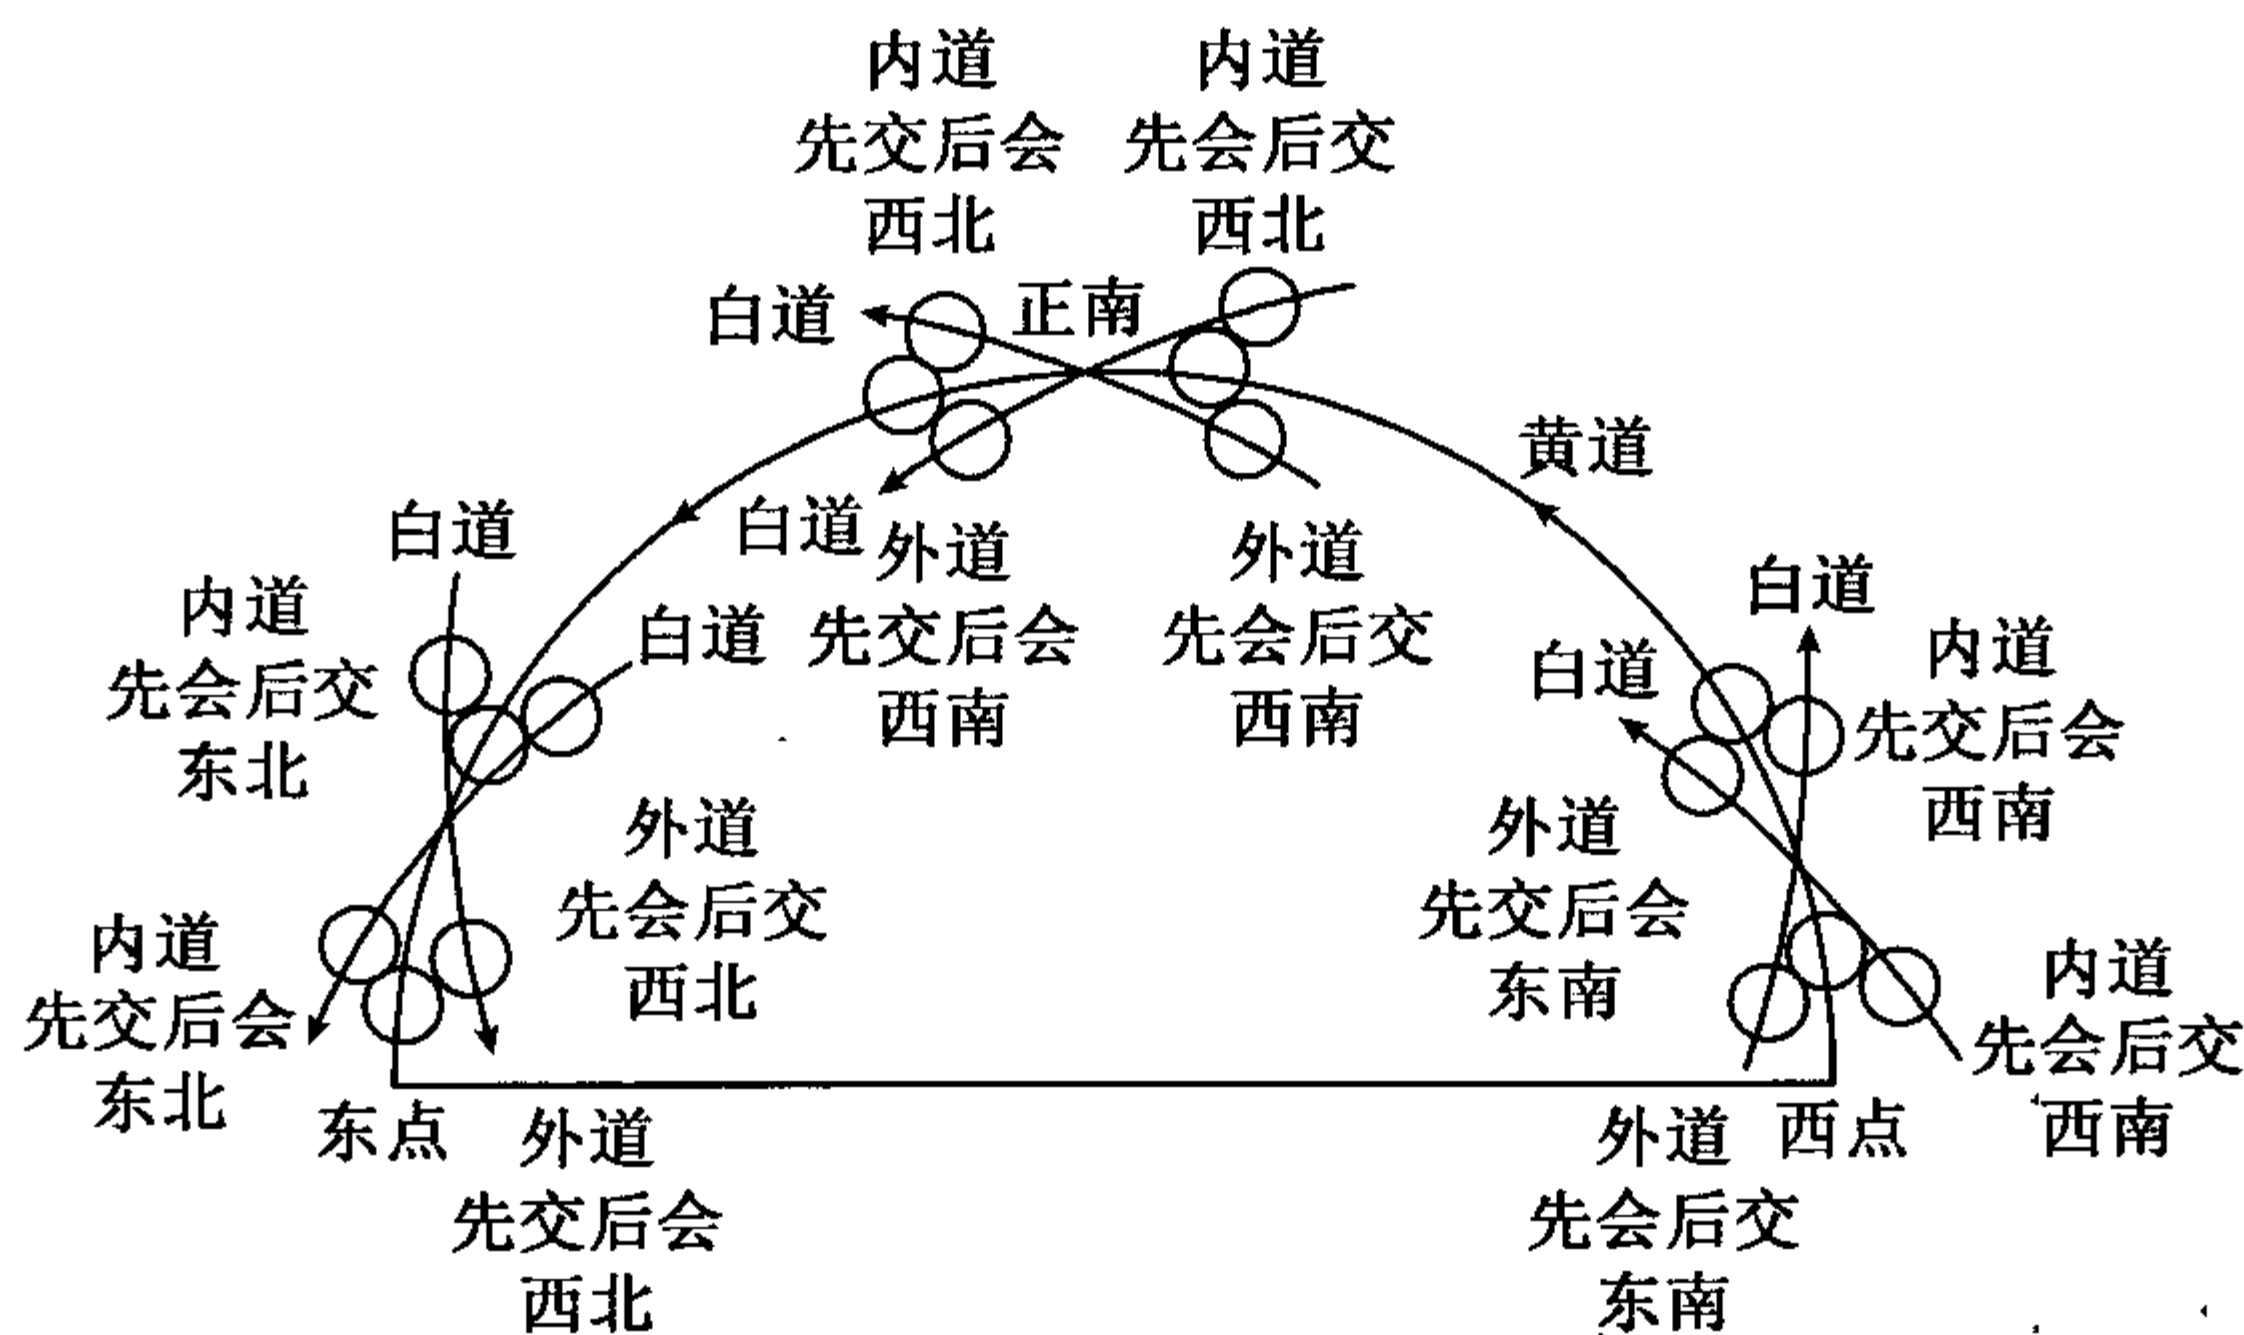 内道
先交后会
西北
内道
先会后交
西北
白道
正南
黄道
白道
白道
外道
先交后会
西南
外道
先会后交
西南
白道
内道
先会后交
东北
白道
白道
内道
先交后会
西南
外道
先会后交
西北
外道
先交后会
东南
内道
先交后会
东北
内道
先会后交
西南
东点
外道
先交后会
西北
外道
先会后交
东南
西点